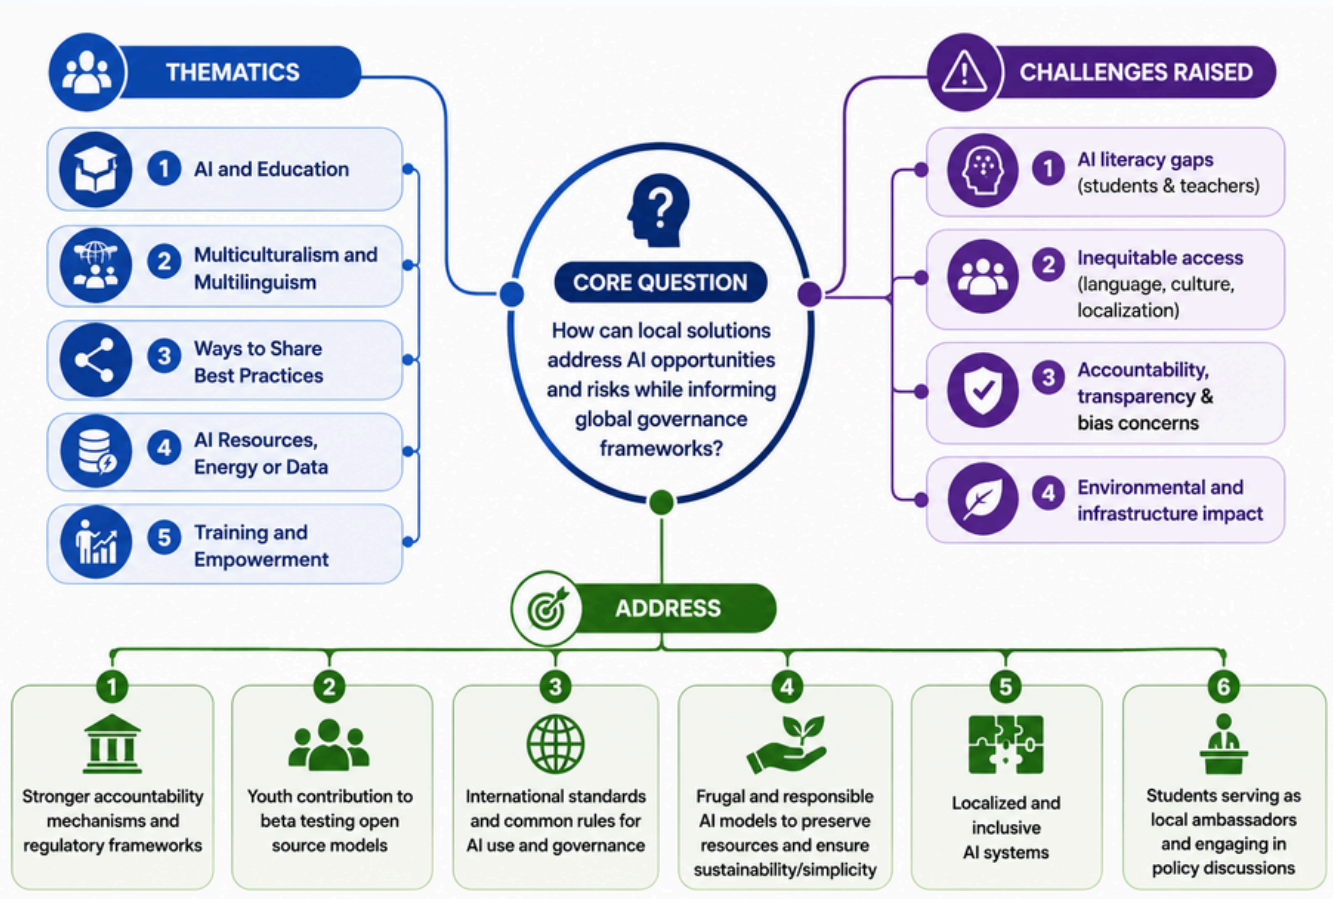 THEMATICS
1
AI and Education
2
Multiculturalism and
Multilinguism
3
Ways to Share
Best Practices
4
AI Resources,
Energy or Data
5
Training and
Empowerment
?
CORE QUESTION
How can local solutions
address AI opportunities
and risks while informing
global governance
frameworks?
CHALLENGES RAISED
1
AI literacy gaps
(students & teachers)
2
Inequitable access
(language, culture,
localization)
3
Accountability,
transparency &
bias concerns
4
Environmental and
infrastructure impact
ADDRESS
1
Stronger accountability
mechanisms and
regulatory frameworks
2
Youth contribution to
beta testing open
source models
3
International standards
and common rules for
AI use and governance
4
Frugal and responsible
AI models to preserve
resources and ensure
sustainability/simplicity
5
Localized and
inclusive
AI systems
6
Students serving as
local ambassadors
and engaging in
policy discussions